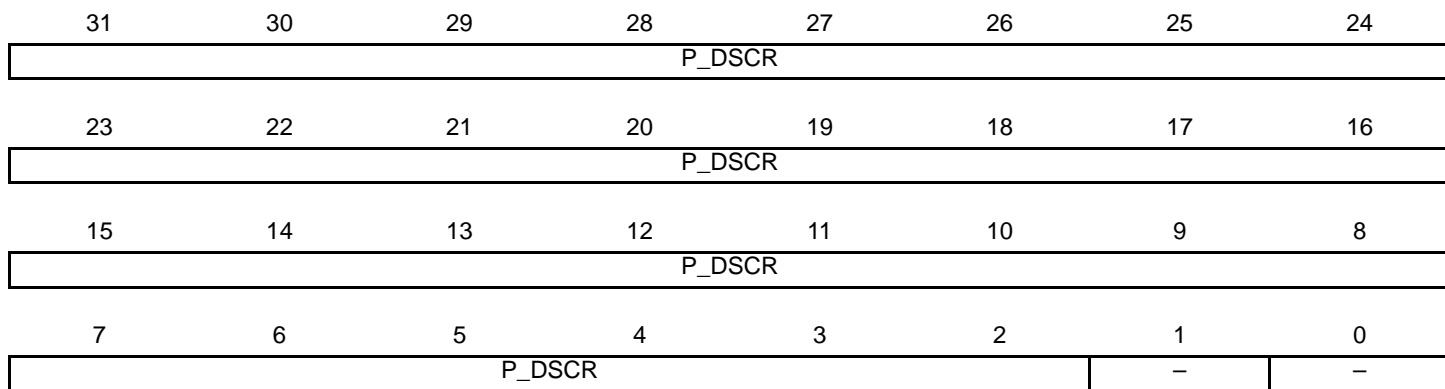 31 30 29 28 27 26 25 24
P_DSCR
23 22 21 20 19 18 17 16
P_DSCR
15 14 13 12 11 10 9 8
P_DSCR
7 6 5 4 3 2 1 0
P_DSCR – –